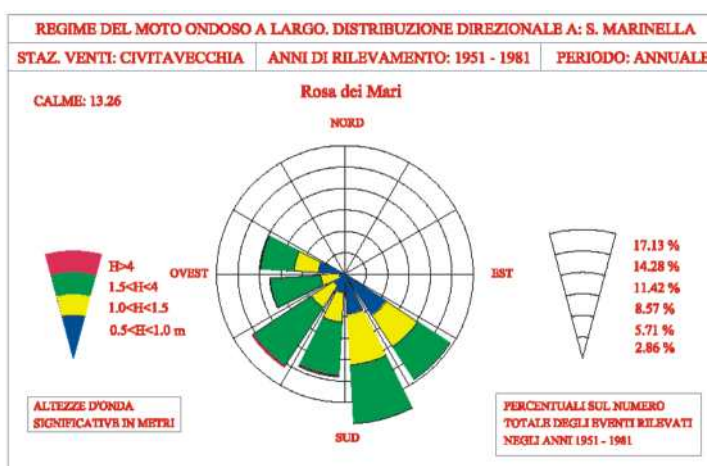 REGIME DEL MOTO ONDOSO A LARGO. DISTRIBUZIONE DIREZIONALE A: S. MARINELLA
STAZ. VENTI: CIVITAVECCHIA ANNI DI RILEVAMENTO: 1951 - 1981 PERIODO: ANNUALE
CALME: 13.26
Rosa dei Mari
NORD
OVEST
EST
SUD
H>4
1.5<H<4
1.0<H<1.5
0.5<H<1.0 m
17.13 %
14.28 %
11.42 %
8.57 %
5.71 %
2.86 %
ALTEZZE D'ONDA
SIGNIFICATIVE IN METRI
PERCENTUALI SUL NUMERO
TOTALE DEGLI EVENTI RILEVATI
NEGLI ANNI 1951 - 1981